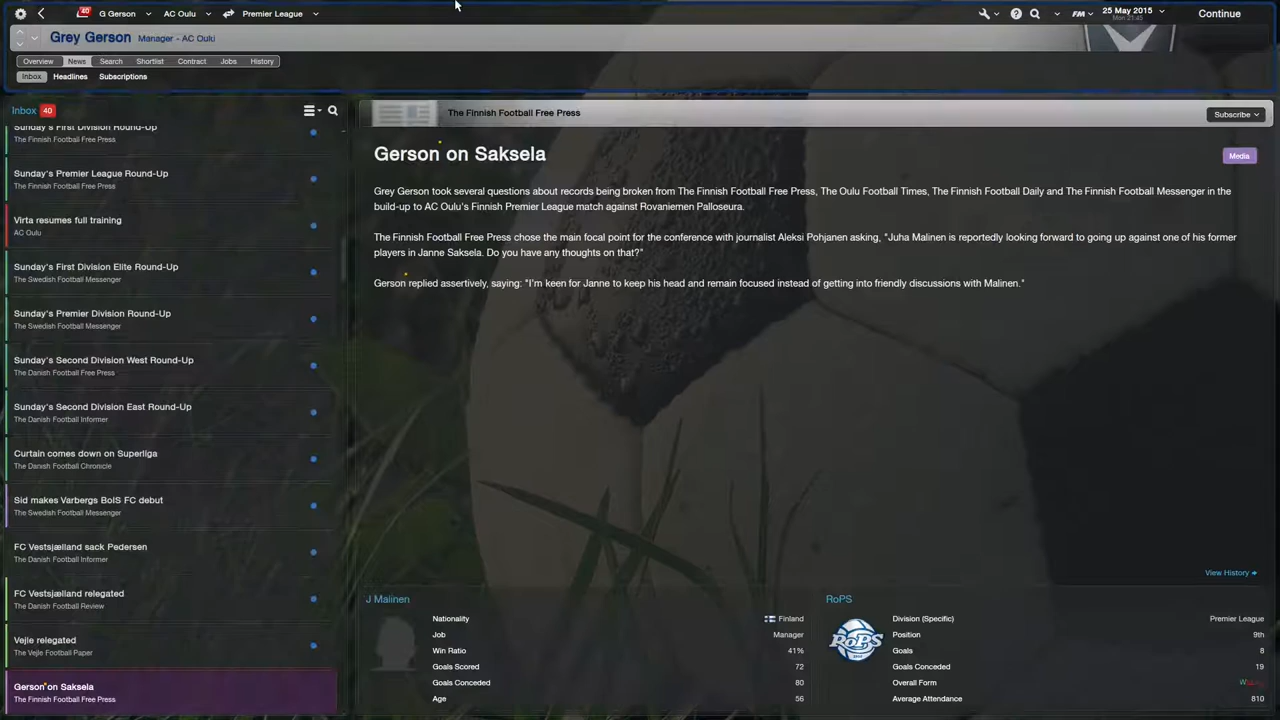 40 G Gerson AC Oulu Premier League FM 25 May 2015 Mon 21:45 Continue
Grey Gerson Manager - AC Oulu
Overview News Search Shortlist Contract Jobs History
Inbox Headlines Subscriptions
Inbox 40
Sunday's First Division Round-Up
The Finnish Football Free Press
Sunday's Premier League Round-Up
The Finnish Football Free Press
Virta resumes full training
AC Oulu
Sunday's First Division Elite Round-Up
The Swedish Football Messenger
Sunday's Premier Division Round-Up
The Swedish Football Messenger
Sunday's Second Division West Round-Up
The Danish Football Free Press
Sunday's Second Division East Round-Up
The Danish Football Informer
Curtain comes down on Superliga
The Danish Football Chronicle
Sid makes Varbergs BoIS FC debut
The Swedish Football Messenger
FC Vestsjælland sack Pedersen
The Danish Football Informer
FC Vestsjælland relegated
The Danish Football Review
Vejle relegated
The Vejle Football Paper
Gerson on Saksela
The Finnish Football Free Press
The Finnish Football Free Press Subscribe
Gerson on Saksela Media
Grey Gerson took several questions about records being broken from The Finnish Football Free Press, The Oulu Football Times, The Finnish Football Daily and The Finnish Football Messenger in the
build-up to AC Oulu's Finnish Premier League match against Rovaniemen Palloseura.
The Finnish Football Free Press chose the main focal point for the conference with journalist Aleksi Pohjanen asking, "Juha Malinen is reportedly looking forward to going up against one of his former
players in Janne Saksela. Do you have any thoughts on that?"
Gerson replied assertively, saying: "I'm keen for Janne to keep his head and remain focused instead of getting into friendly discussions with Malinen."
View History
J Malinen
Nationality Finland
Job Manager
Win Ratio 41%
Goals Scored 72
Goals Conceded 80
Age 56
RoPS
RoPS
Division (Specific) Premier League
Position 9th
Goals 8
Goals Conceded 19
Overall Form W
Average Attendance 810